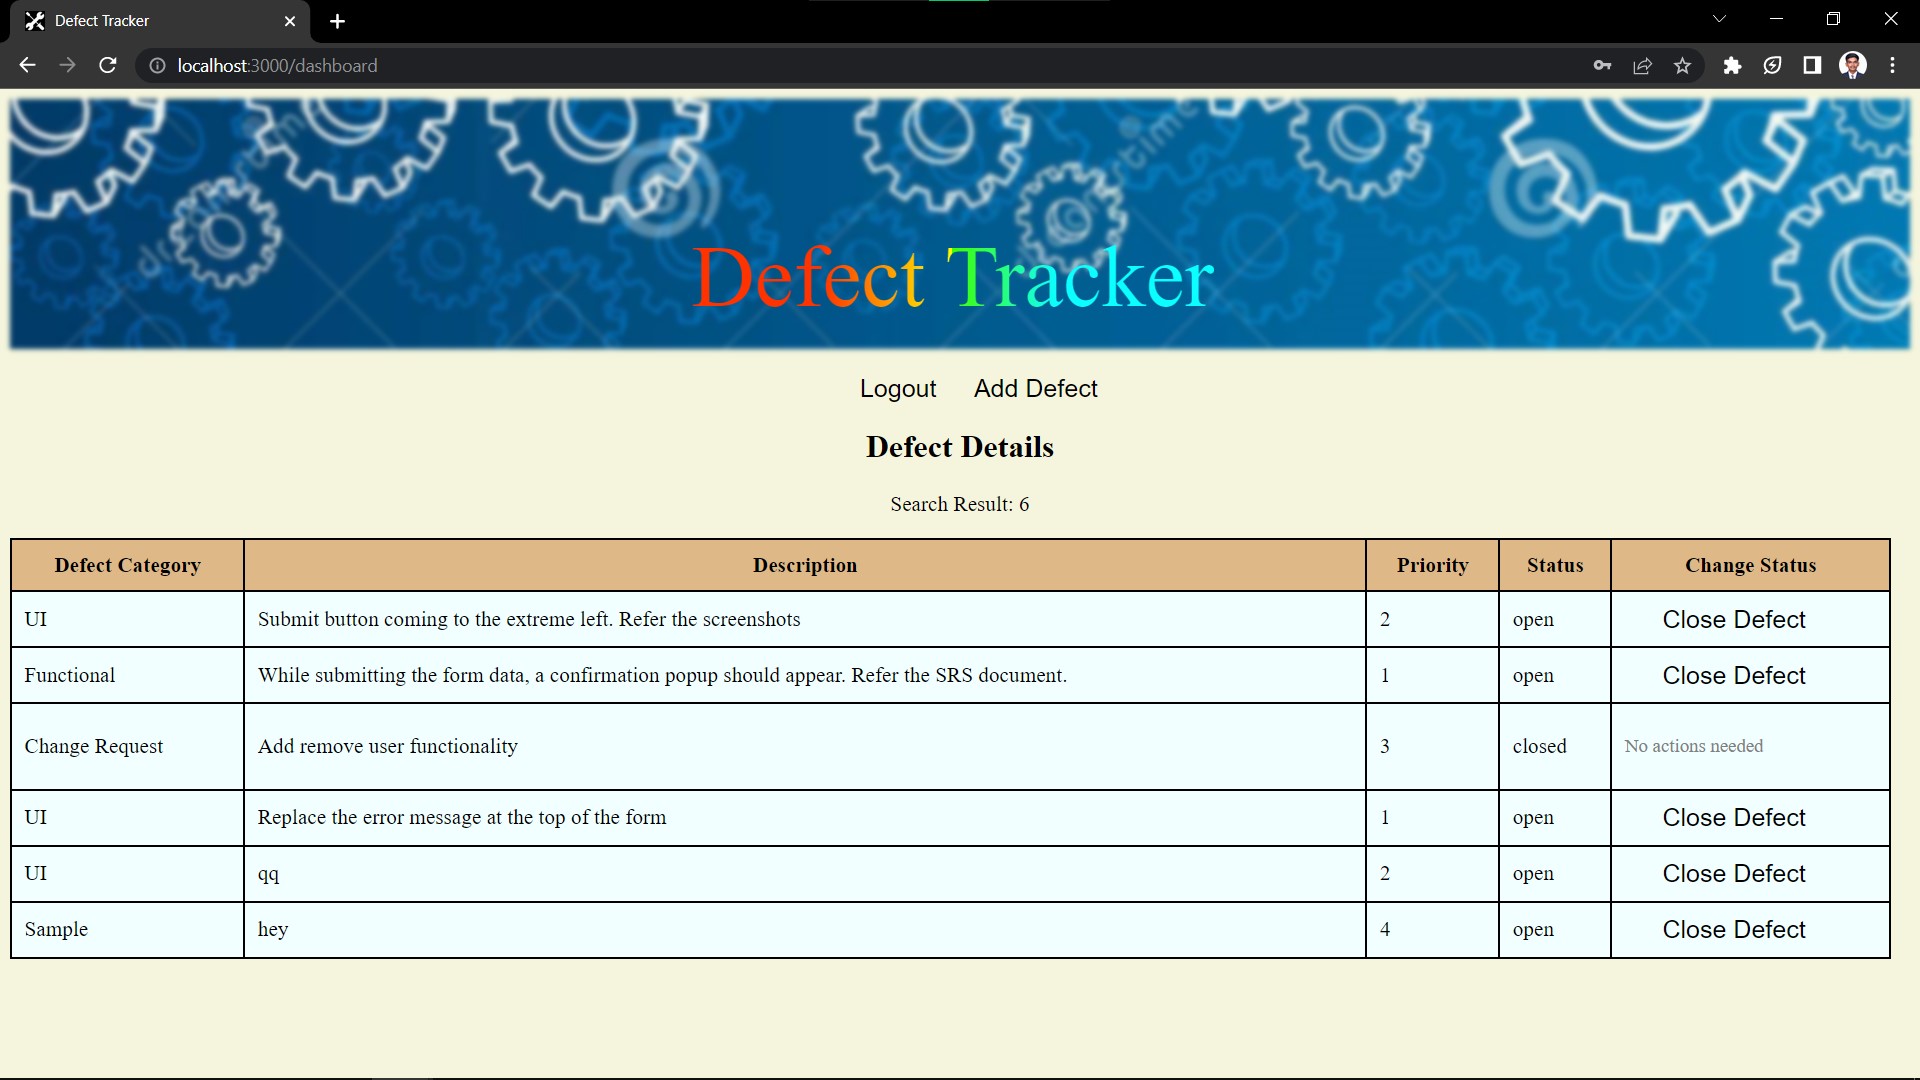 Defect Tracker
localhost:3000/dashboard
Defect Tracker
Logout Add Defect
Defect Details
Search Result: 6
Defect Category Description Priority Status Change Status
UI Submit button coming to the extreme left. Refer the screenshots 2 open Close Defect
Functional While submitting the form data, a confirmation popup should appear. Refer the SRS document. 1 open Close Defect
Change Request Add remove user functionality 3 closed No actions needed
UI Replace the error message at the top of the form 1 open Close Defect
UI qq 2 open Close Defect
Sample hey 4 open Close Defect